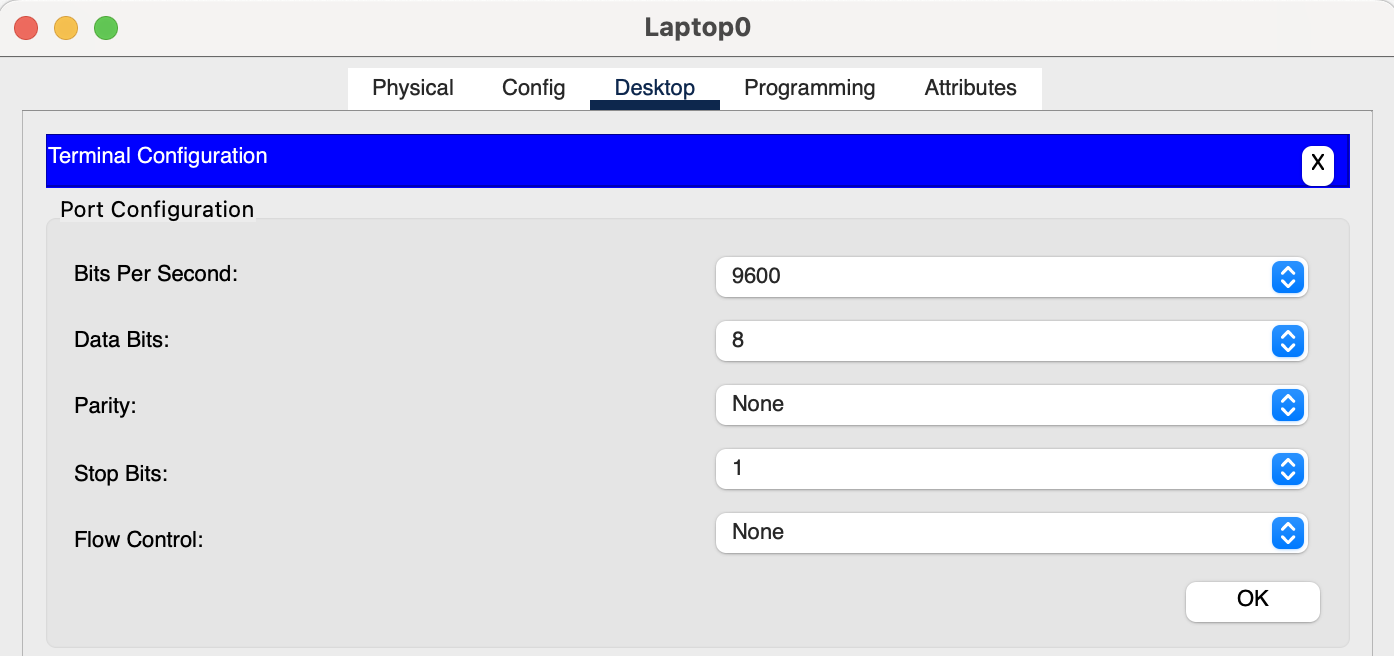 Laptop0
Physical Config Desktop Programming Attributes
Terminal Configuration X
Port Configuration
Bits Per Second: 9600
Data Bits: 8
Parity: None
Stop Bits: 1
Flow Control: None
OK